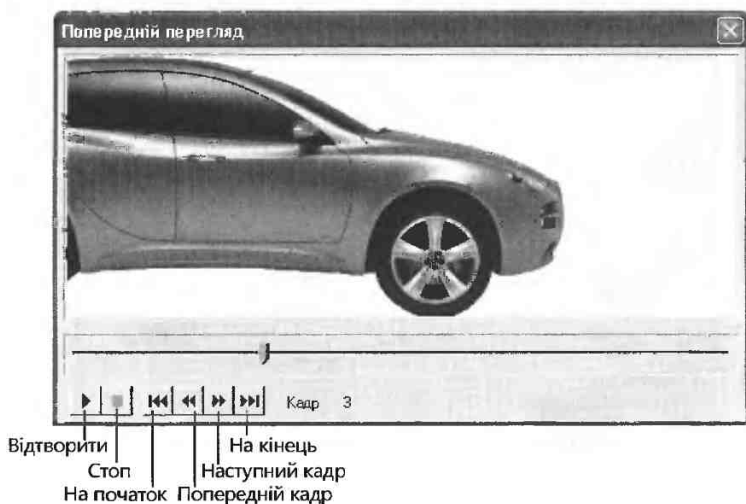 Попередній перегляд
Кадр 3
Відтворити
На кінець
Стоп
Наступний кадр
На початок
Попередній кадр